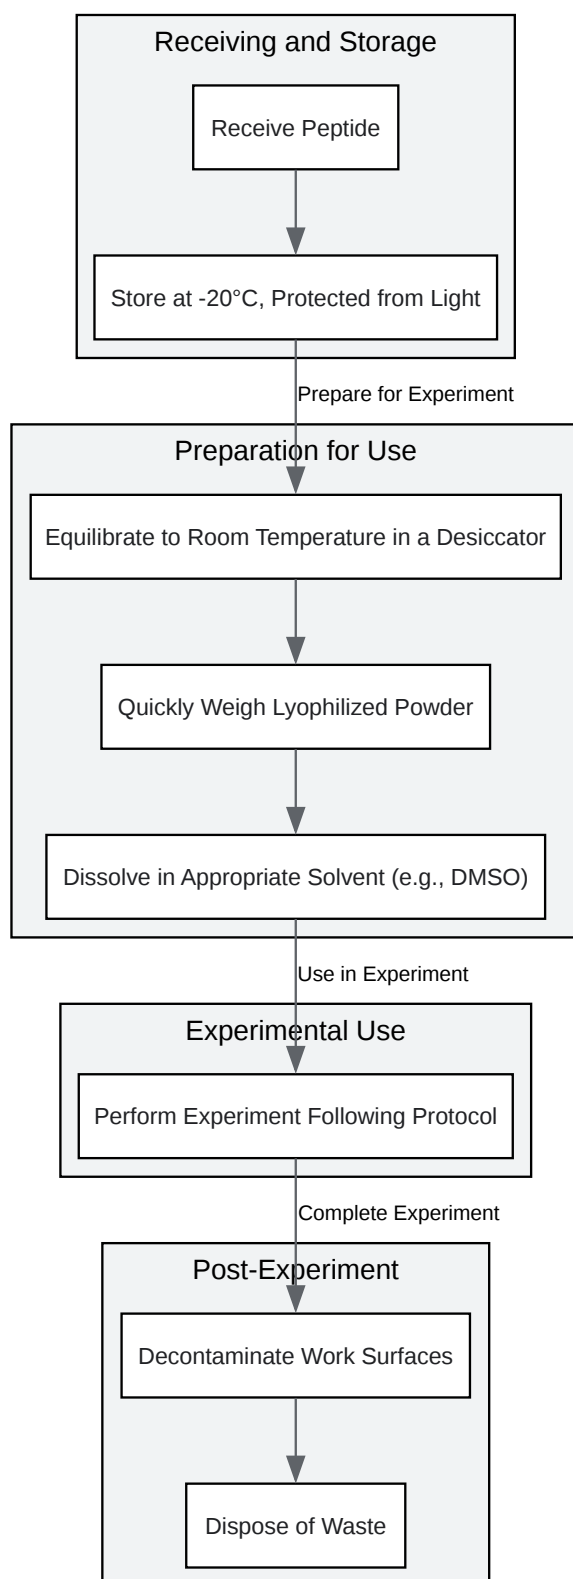 Receiving and Storage
Receive Peptide
Store at -20°C, Protected from Light
Prepare for Experiment
Preparation for Use
Equilibrate to Room Temperature in a Desiccator
Quickly Weigh Lyophilized Powder
Dissolve in Appropriate Solvent (e.g., DMSO)
Use in Experiment
Experimental Use
Perform Experiment Following Protocol
Complete Experiment
Post-Experiment
Decontaminate Work Surfaces
Dispose of Waste